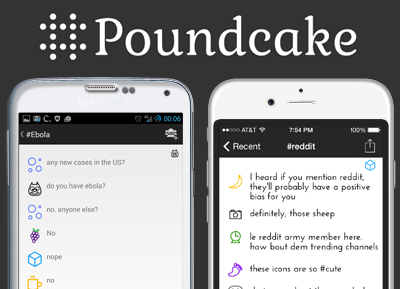 Poundcake
00:06
#Ebola
any new cases in the US?
do you have ebola?
no. anyone else?
No
nope
no
AT&T
7:54 PM
100%
Recent
#reddit
I heard if you mention reddit,
they'll probably have a positive
bias for you
definitely, those sheep
le reddit army member here.
how bout dem trending channels
these icons are so #cute